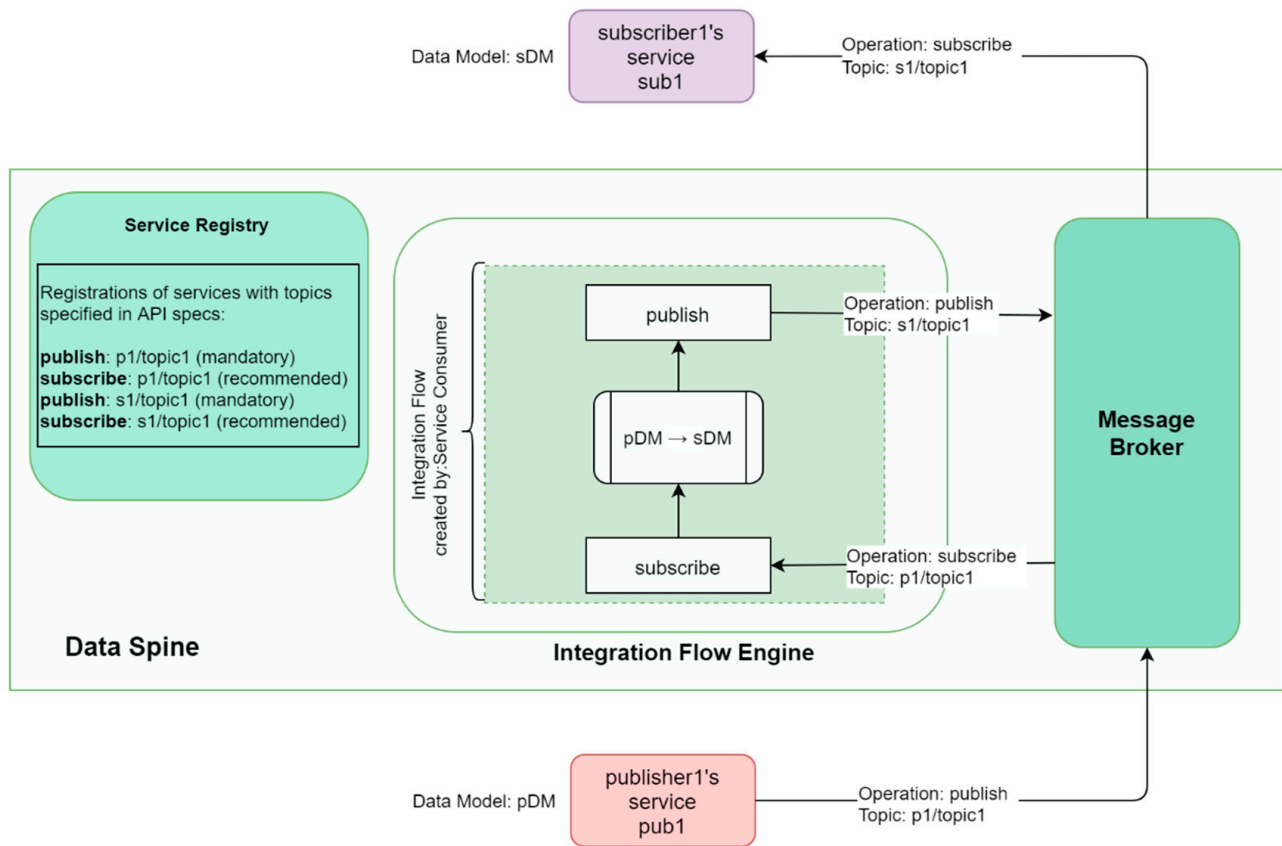 subscriber1's
service
sub1
Data Model: sDM
Operation: subscribe
Topic: s1/topic1
Service Registry
Registrations of services with topics
specified in API specs:
publish: p1/topic1 (mandatory)
subscribe: p1/topic1 (recommended)
publish: s1/topic1 (mandatory)
subscribe: s1/topic1 (recommended)
Integration Flow
created by:Service Consumer
publish
Operation: publish
Topic: s1/topic1
pDM → sDM
subscribe
Operation: subscribe
Topic: p1/topic1
Message
Broker
Data Spine
Integration Flow Engine
Data Model: pDM
publisher1's
service
pub1
Operation: publish
Topic: p1/topic1